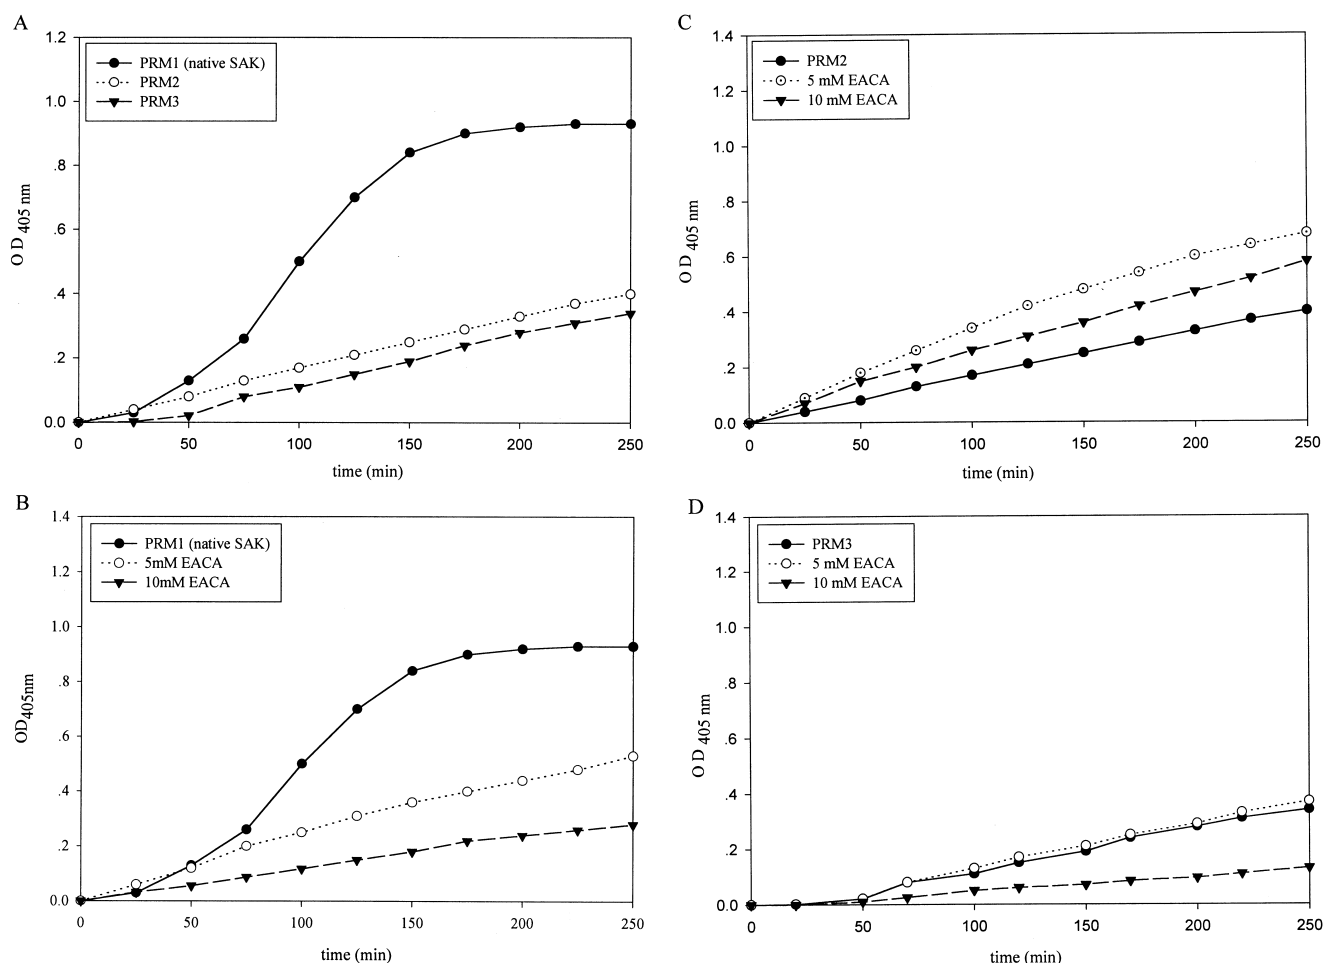 A
1.2
1.0
.8
.6
.4
.2
0.0
O D 405 nm
PRM1 (native SAK)
PRM2
PRM3
0 50 100 150 200 250
time (min)
C
1.4
1.2
1.0
.8
.6
.4
.2
0.0
O D 405 nm
PRM2
5 mM EACA
10 mM EACA
0 50 100 150 200 250
time (min)
B
1.4
1.2
1.0
.8
.6
.4
.2
0.0
OD405nm
PRM1 (native SAK)
5mM EACA
10mM EACA
0 50 100 150 200 250
time (min)
D
1.4
1.2
1.0
.8
.6
.4
.2
0.0
O D 405 nm
PRM3
5 mM EACA
10 mM EACA
0 50 100 150 200 250
time (min)